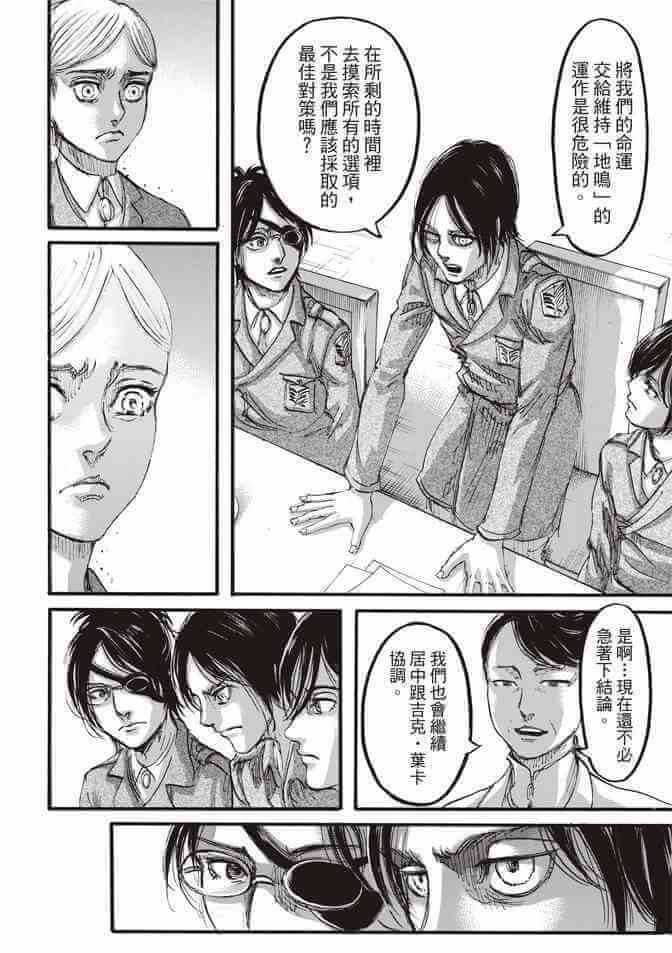 將我們的命運
交給維持「地鳴」的
運作是很危險的。
在所剩的時間裡
去摸索所有的選項，
不是我們應該採取的
最佳對策嗎？
是啊…現在還不必
急著下結論。
我們也會繼續
居中跟吉克・葉卡
協調。